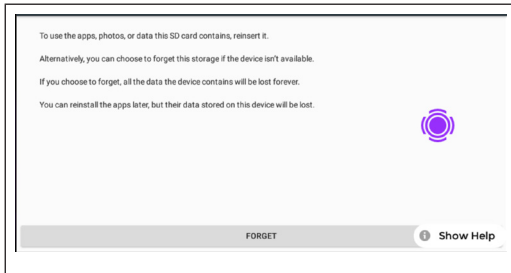 To use the apps, photos, or data this SD card contains, reinsert it.
Alternatively, you can choose to forget this storage if the device isn't available.
If you choose to forget, all the data the device contains will be lost forever.
You can reinstall the apps later, but their data stored on this device will be lost.
FORGET
Show Help